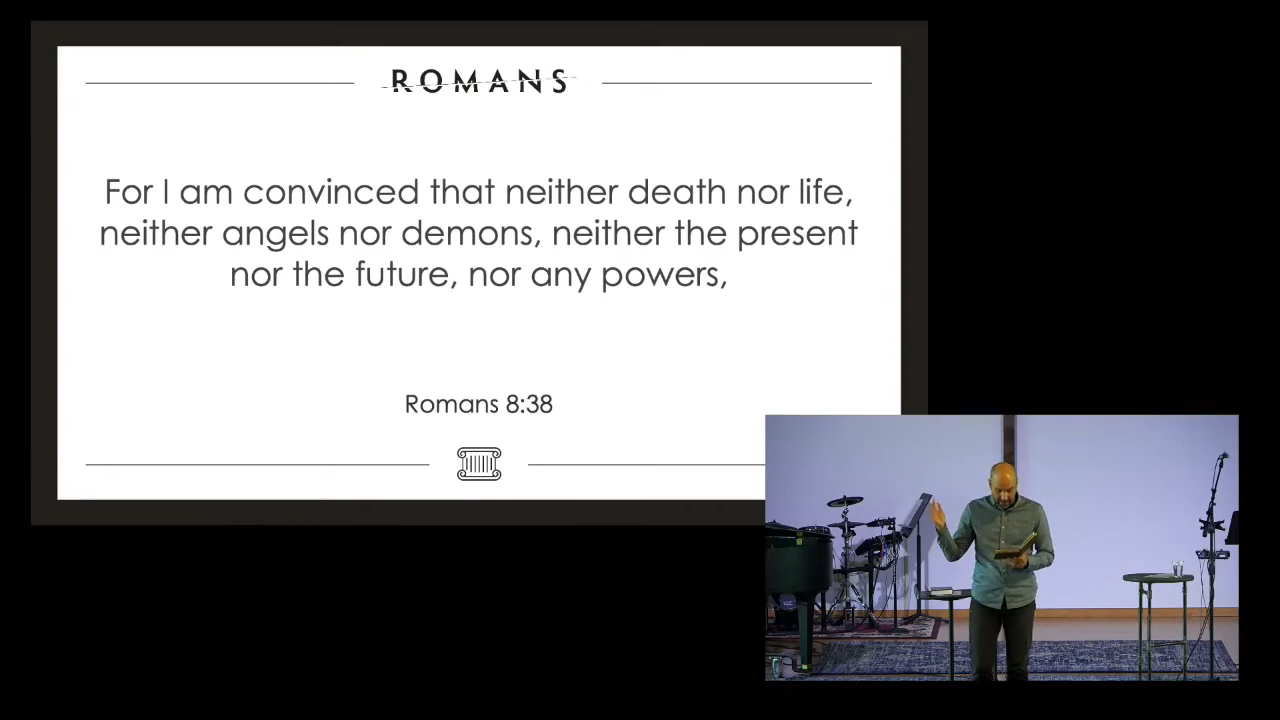 ROMANS
For I am convinced that neither death nor life,
neither angels nor demons, neither the present
nor the future, nor any powers,
Romans 8:38